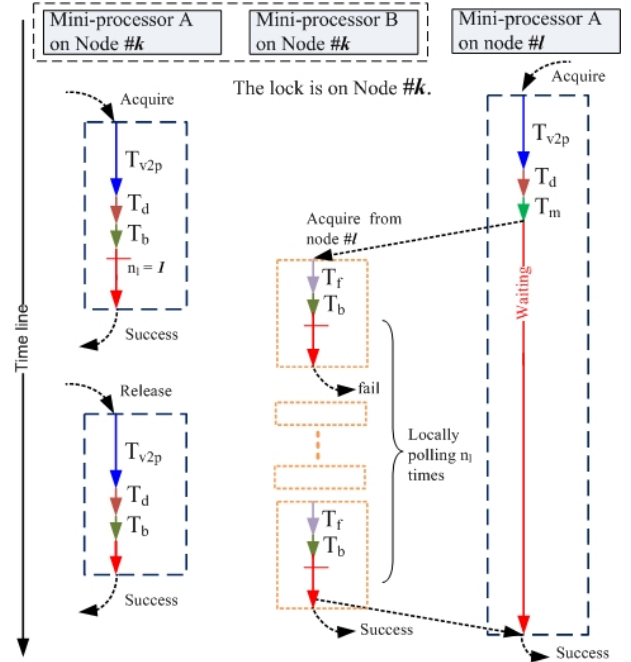 Mini-processor A
on Node #k
Mini-processor B
on Node #k
Mini-processor A
on node #l
The lock is on Node #k.
Time line
Acquire
Tv2p
Td
Tb
nl = 1
Success
Release
Tv2p
Td
Tb
Success
Acquire from
node #l
Tf
Tb
fail
Locally
polling nl
times
Tf
Tb
Success
Acquire
Tv2p
Td
Tm
Waiting
Success